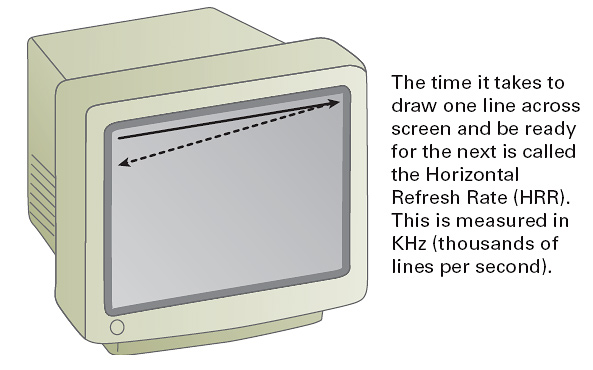 The time it takes to
draw one line across
screen and be ready
for the next is called
the Horizontal
Refresh Rate (HRR).
This is measured in
KHz (thousands of
lines per second).